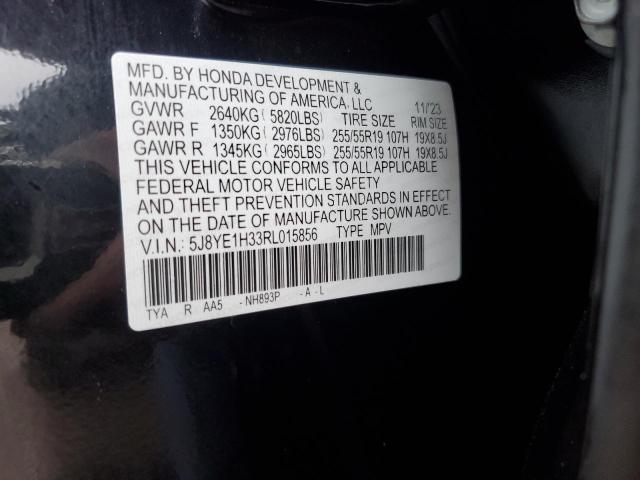 MFD. BY HONDA DEVELOPMENT &
MANUFACTURING OF AMERICA, LLC 11/'23
GVWR 2640KG( 5820LBS) TIRE SIZE RIM SIZE
GAWR F 1350KG( 2976LBS) 255/55R19 107H 19X8.5J
GAWR R 1345KG( 2965LBS) 255/55R19 107H 19X8.5J
THIS VEHICLE CONFORMS TO ALL APPLICABLE
FEDERAL MOTOR VEHICLE SAFETY
AND THEFT PREVENTION STANDARDS IN EFFECT
ON THE DATE OF MANUFACTURE SHOWN ABOVE.
V.I.N.: 5J8YE1H33RL015856 TYPE MPV
TYA R AA5 -NH893P -A-L